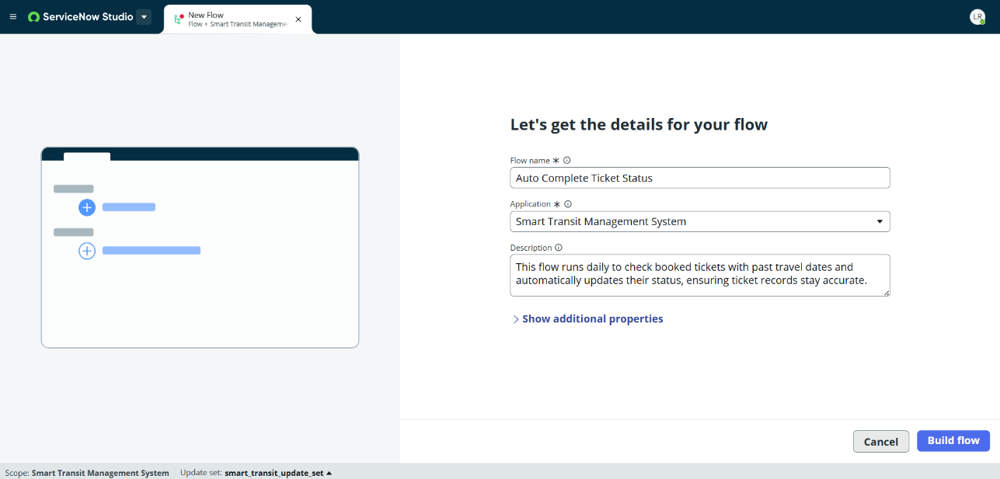 ServiceNow Studio
New Flow
Flow • Smart Transit Manageme
LR
Let's get the details for your flow
Flow name *
Auto Complete Ticket Status
Application *
Smart Transit Management System
Description
This flow runs daily to check booked tickets with past travel dates and
automatically updates their status, ensuring ticket records stay accurate.
Show additional properties
Cancel
Build flow
Scope: Smart Transit Management System
Update set: smart_transit_update_set